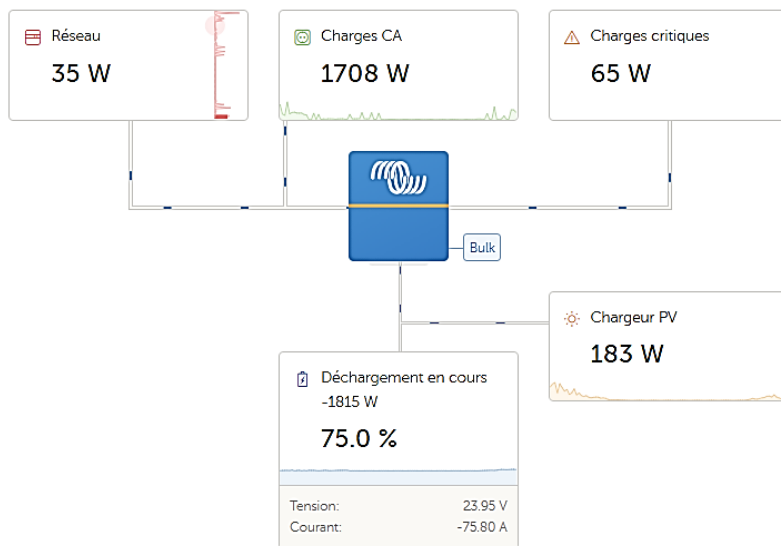 Réseau
35 W
Charges CA
1708 W
Charges critiques
65 W
Bulk
Chargeur PV
183 W
Déchargement en cours
-1815 W
75.0 %
Tension: 23.95 V
Courant: -75.80 A